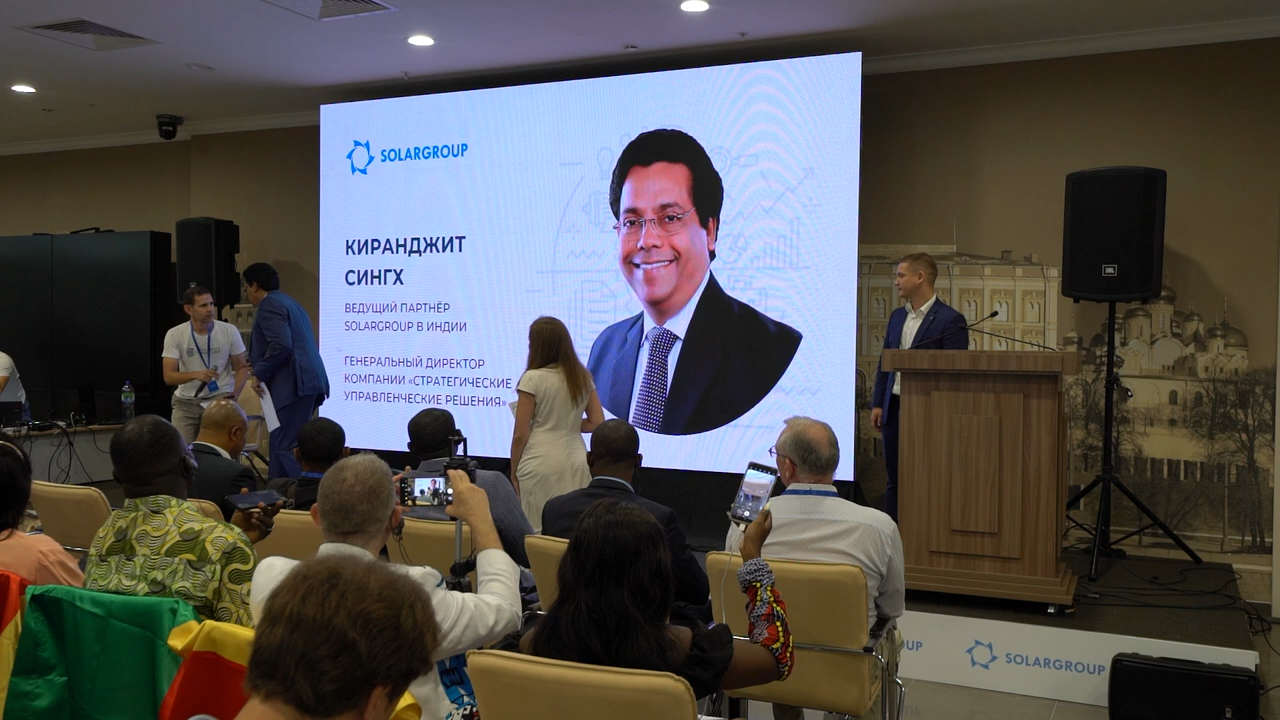 SOLARGROUP
КИРАНДЖИТ
СИНГХ
ВЕДУЩИЙ ПАРТНЁР
SOLARGROUP В ИНДИИ
ГЕНЕРАЛЬНЫЙ ДИРЕКТОР
КОМПАНИИ «СТРАТЕГИЧЕСКИЕ
УПРАВЛЕНЧЕСКИЕ РЕШЕНИЯ»
JBL
SOLARGROUP